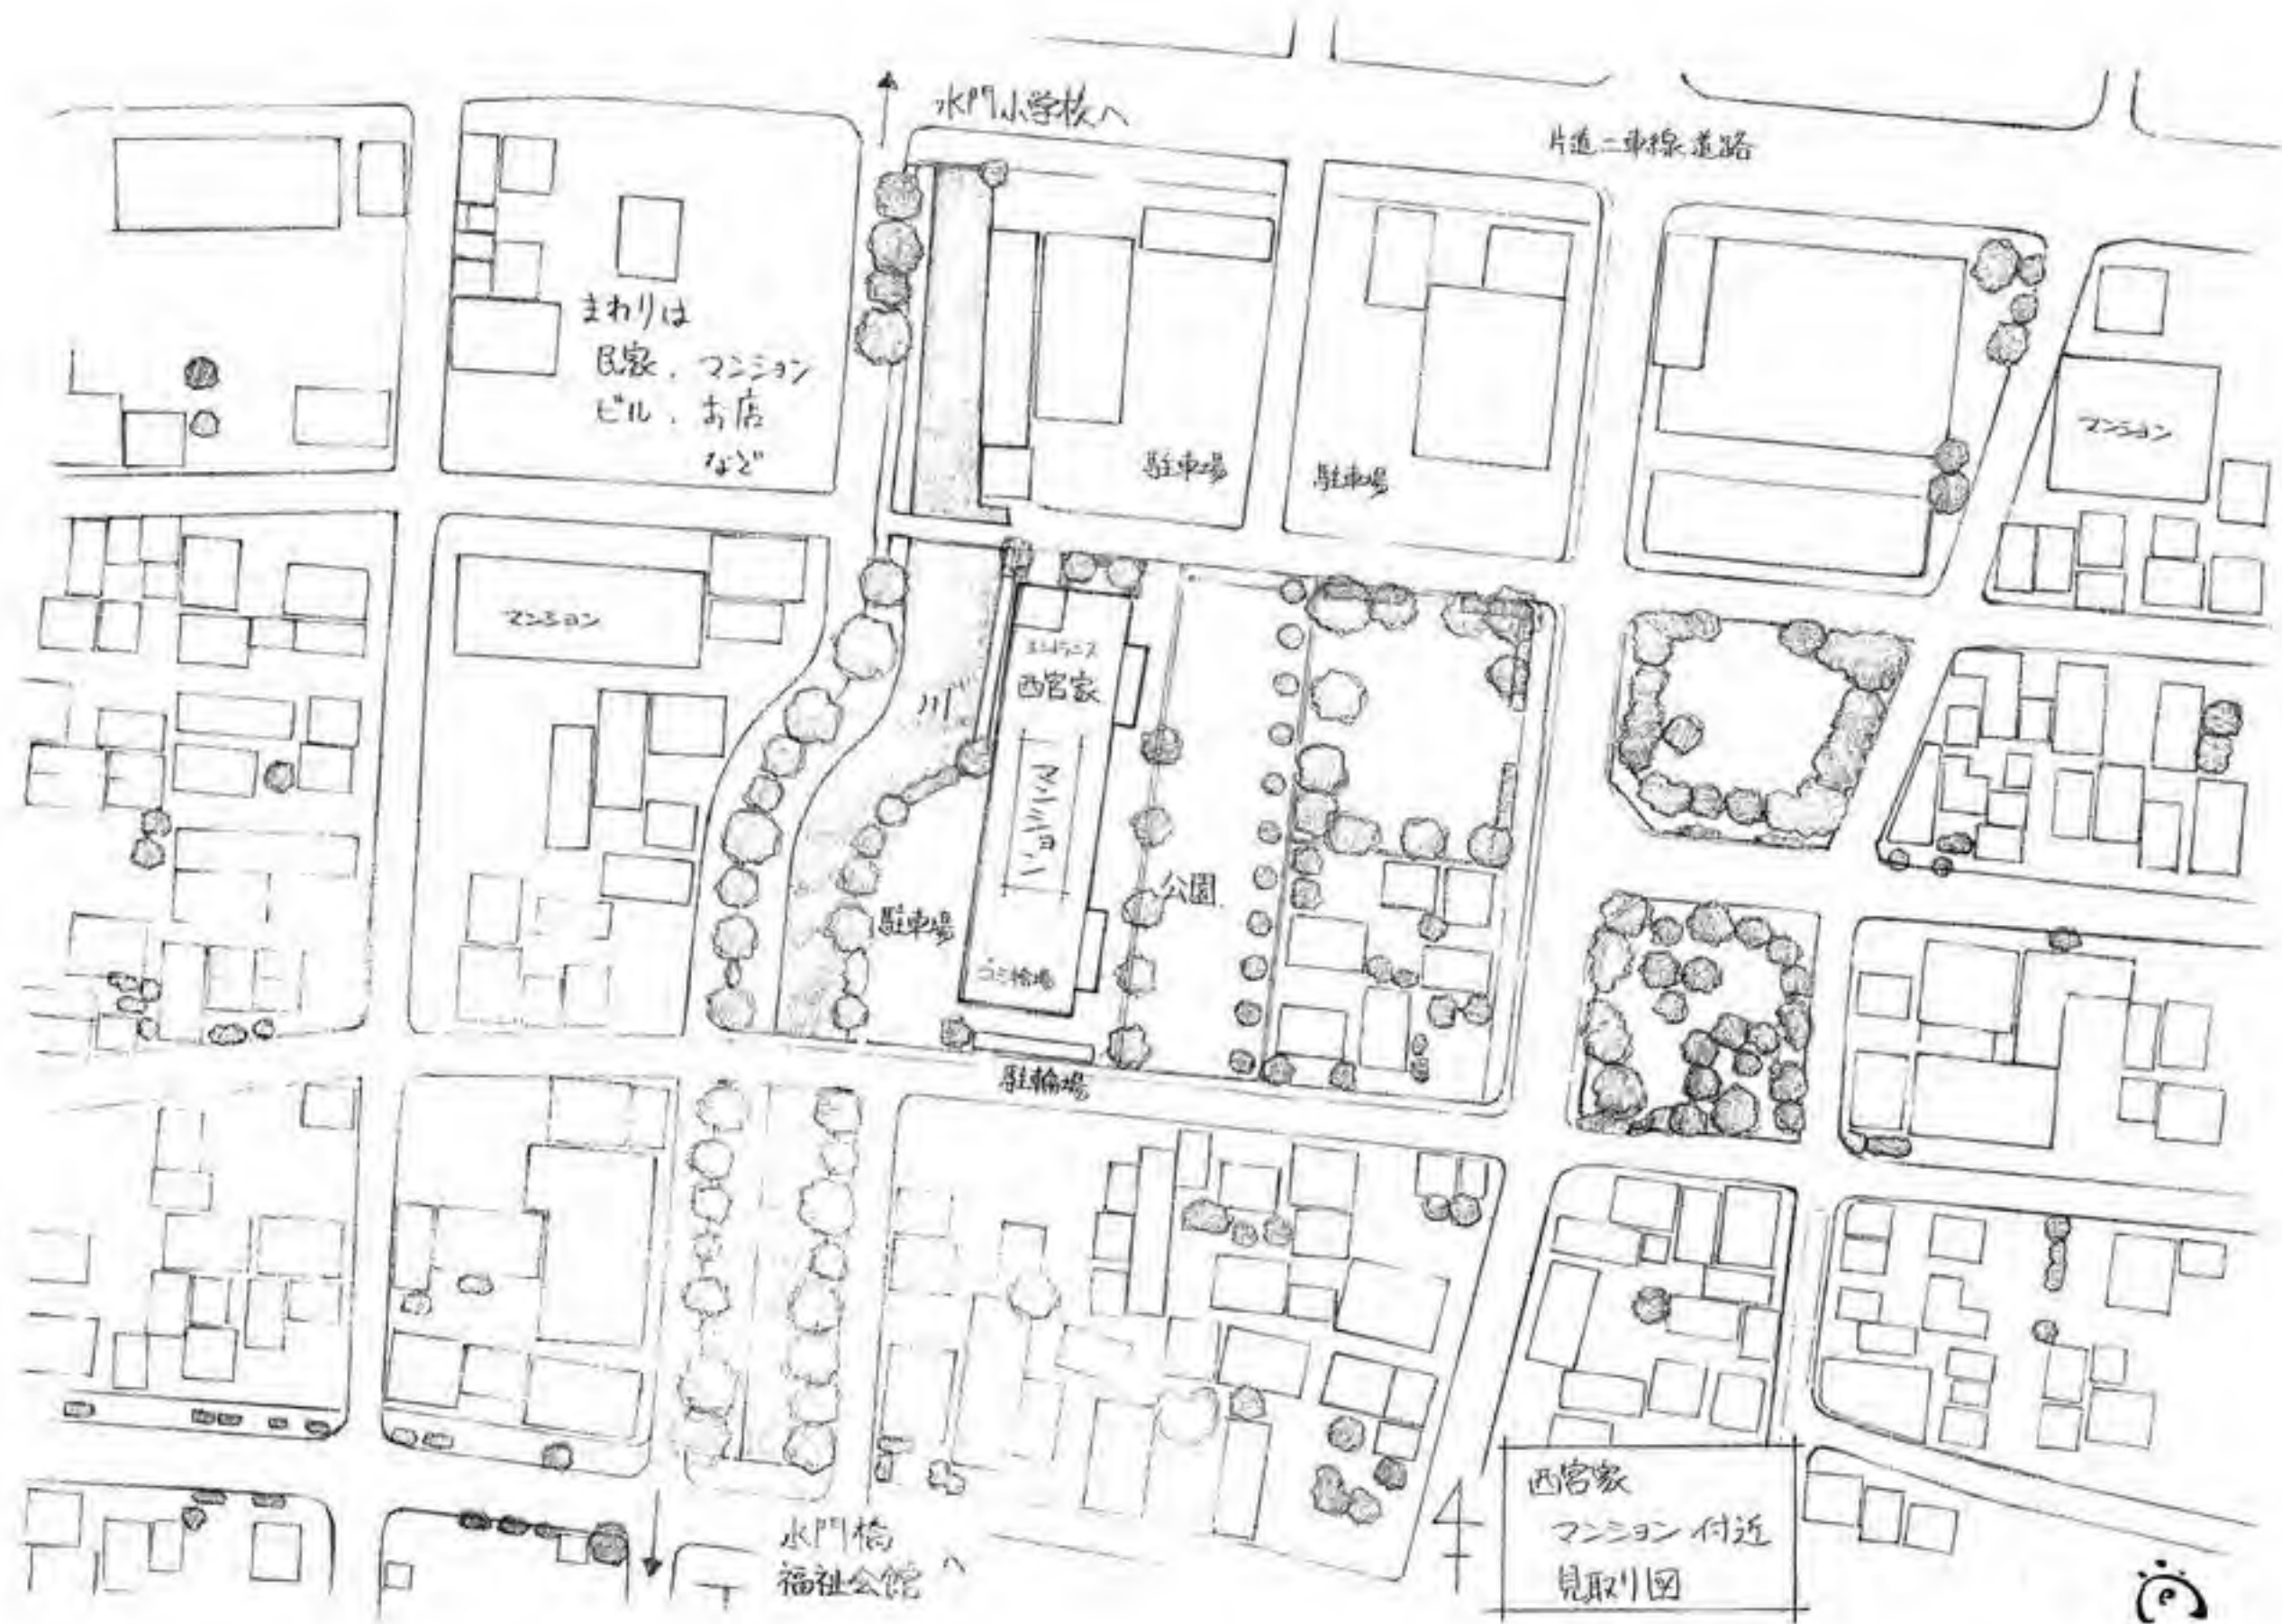 水門小学校へ
片道二車線道路
まわりは
民家、マンション
ビル、お店
など
駐車場
駐車場
マンション
マンション
エントランス
西宮家
川
マンション
公園
駐車場
ゴミ捨場
駐輪場
水門橋
福祉会館へ
西宮家
マンション付近
見取り図
e